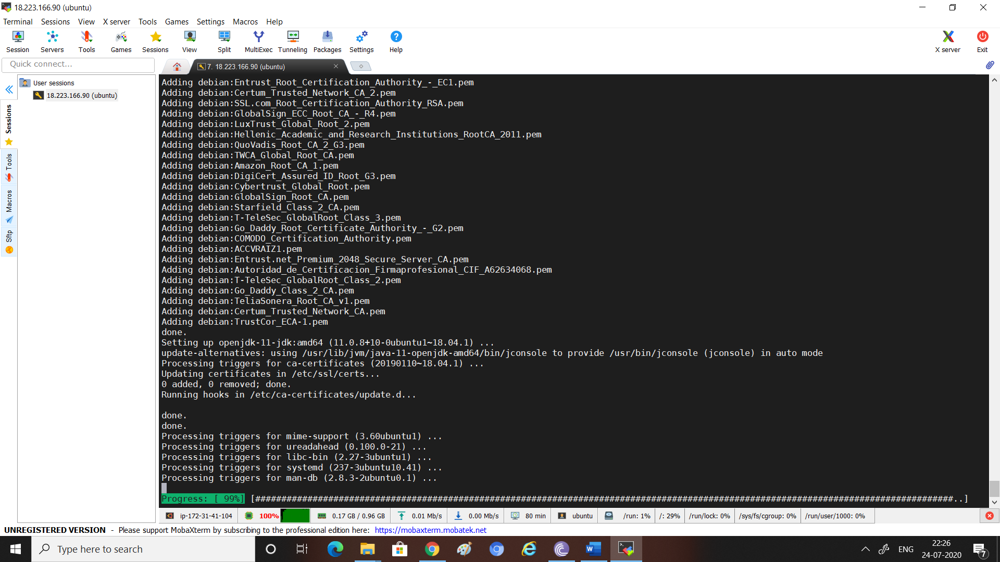 18.223.166.90 (ubuntu)
Terminal Sessions View X server Tools Games Settings Macros Help
Session Servers Tools Games Sessions View Split MultiExec Tunneling Packages Settings Help X server Exit
Quick connect...
7. 18.223.166.90 (ubuntu)
User sessions
18.223.166.90 (ubuntu)
Sessions
Tools
Macros
Sftp
Adding debian:Entrust_Root_Certification_Authority_-_EC1.pem
Adding debian:Certum_Trusted_Network_CA_2.pem
Adding debian:SSL.com_Root_Certification_Authority_RSA.pem
Adding debian:GlobalSign_ECC_Root_CA_-_R4.pem
Adding debian:LuxTrust_Global_Root_2.pem
Adding debian:Hellenic_Academic_and_Research_Institutions_RootCA_2011.pem
Adding debian:QuoVadis_Root_CA_2_G3.pem
Adding debian:TWCA_Global_Root_CA.pem
Adding debian:Amazon_Root_CA_1.pem
Adding debian:DigiCert_Assured_ID_Root_G3.pem
Adding debian:Cybertrust_Global_Root.pem
Adding debian:GlobalSign_Root_CA.pem
Adding debian:Starfield_Class_2_CA.pem
Adding debian:T-TeleSec_GlobalRoot_Class_3.pem
Adding debian:Go_Daddy_Root_Certificate_Authority_-_G2.pem
Adding debian:COMODO_Certification_Authority.pem
Adding debian:ACCVRAIZ1.pem
Adding debian:Entrust.net_Premium_2048_Secure_Server_CA.pem
Adding debian:Autoridad_de_Certificacion_Firmaprofesional_CIF_A62634068.pem
Adding debian:T-TeleSec_GlobalRoot_Class_2.pem
Adding debian:Go_Daddy_Class_2_CA.pem
Adding debian:TeliaSonera_Root_CA_v1.pem
Adding debian:Certum_Trusted_Network_CA.pem
Adding debian:TrustCor_ECA-1.pem
done.
Setting up openjdk-11-jdk:amd64 (11.0.8+10-0ubuntu1~18.04.1) ...
update-alternatives: using /usr/lib/jvm/java-11-openjdk-amd64/bin/jconsole to provide /usr/bin/jconsole (jconsole) in auto mode
Processing triggers for ca-certificates (20190110~18.04.1) ...
Updating certificates in /etc/ssl/certs...
0 added, 0 removed; done.
Running hooks in /etc/ca-certificates/update.d...
done.
done.
Processing triggers for mime-support (3.60ubuntu1) ...
Processing triggers for ureadahead (0.100.0-21) ...
Processing triggers for libc-bin (2.27-3ubuntu1) ...
Processing triggers for systemd (237-3ubuntu10.41) ...
Processing triggers for man-db (2.8.3-2ubuntu0.1) ...
Progress: [ 99%] [######################################################################################################################################..]
ip-172-31-41-104 100% 0.17 GB / 0.96 GB 0.01 Mb/s 0.00 Mb/s 80 min ubuntu /run: 1% /: 29% /run/lock: 0% /sys/fs/cgroup: 0% /run/user/1000: 0%
UNREGISTERED VERSION - Please support MobaXterm by subscribing to the professional edition here: https://mobaxterm.mobatek.net
Type here to search
ENG
22:26
24-07-2020
7